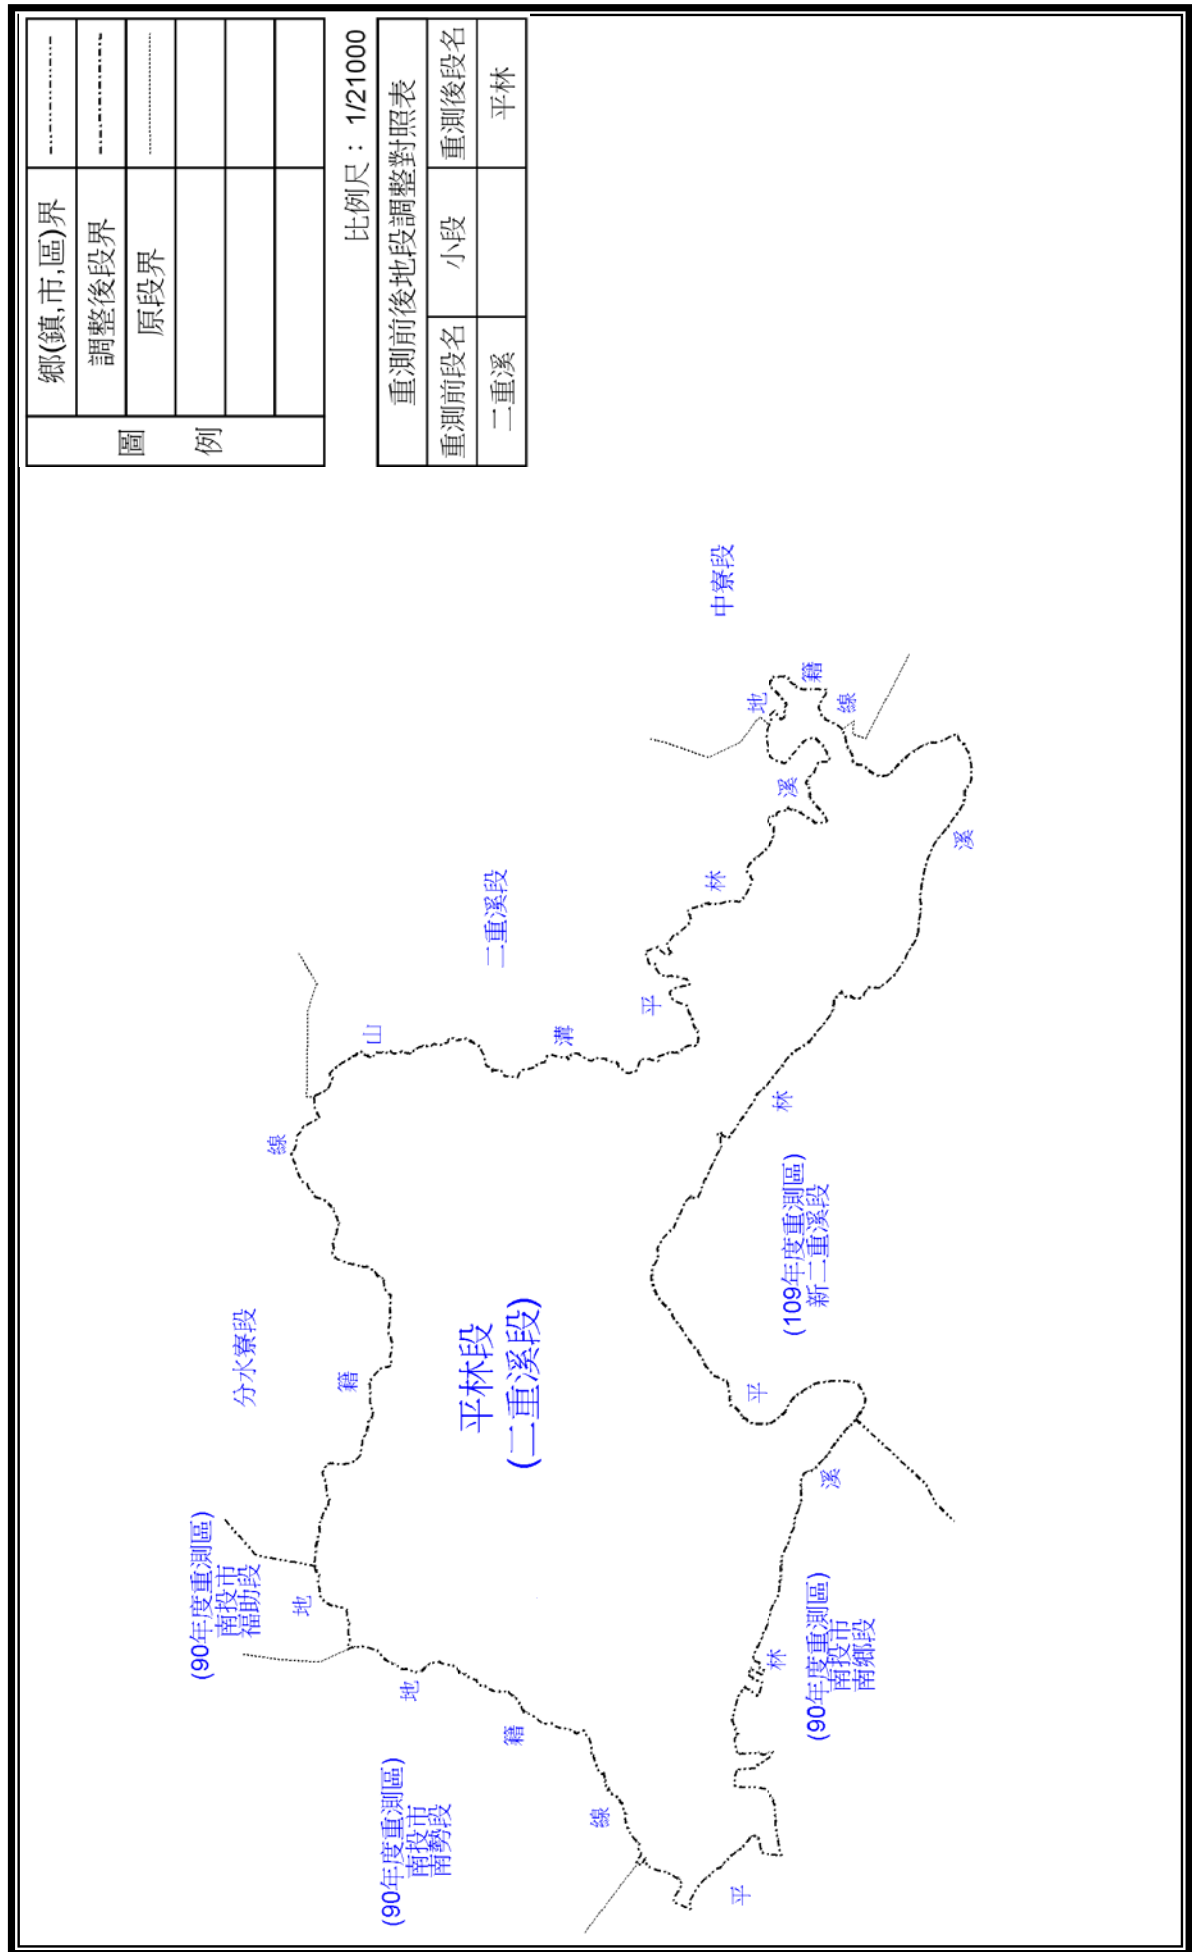 圖例
鄉(鎮,市,區)界
調整後段界
原段界
比例尺：1/21000
重測前後地段調整對照表
重測前段名 小段 重測後段名
二重溪 平林
(90年度重測區)
南投市
福助段
分水寮段
線
山
地
籍
二重溪段
中寮段
(90年度重測區)
南投市
南勢段
地
籍
線
平林段
(二重溪段)
溝
平
林
溪
地
籍
線
平
林
溪
平
林
溪
(90年度重測區)
南投市
南鄉段
(109年度重測區)
新二重溪段